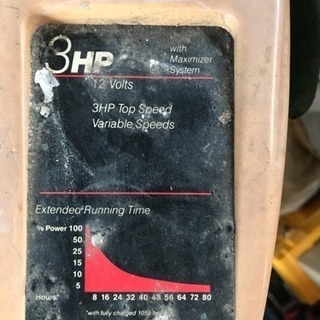 3HP
with
Maximizer
System
12 Volts
3HP Top Speed
Variable Speeds
Extended Running Time
% Power 100
50
25
15
10
5
Hours* 8 16 24 32 40 48 56 64 72 80
*with fully charged 105